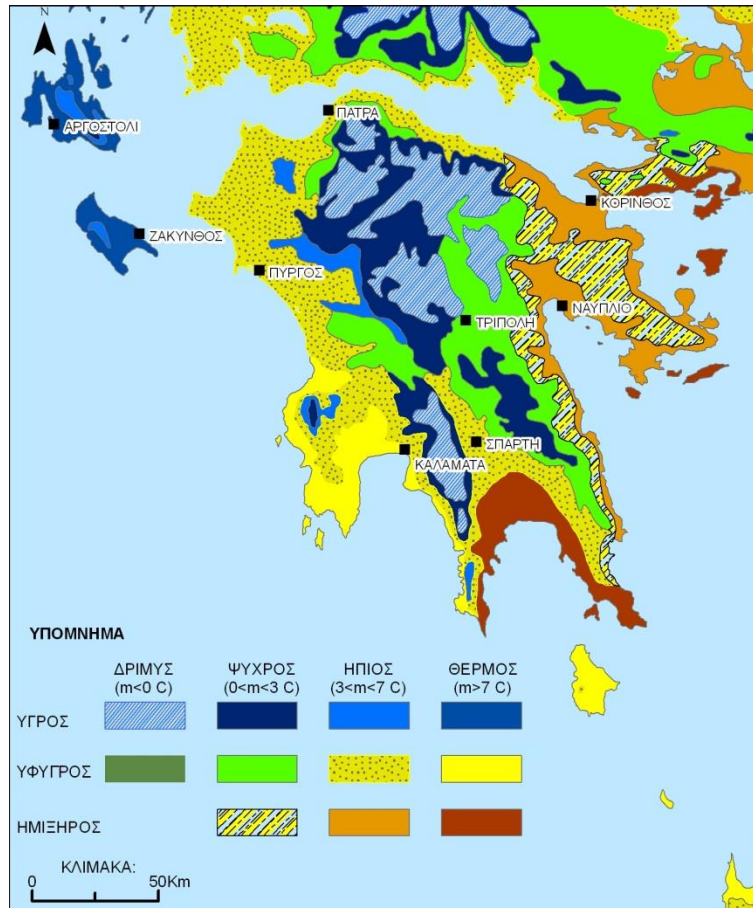 N
ΠΑΤΡΑ
ΑΡΓΟΣΤΟΛΙ
ΚΟΡΙΝΘΟΣ
ΖΑΚΥΝΘΟΣ
ΠΥΡΓΟΣ
ΝΑΥΠΛΙΟ
ΤΡΙΠΟΛΗ
ΣΠΑΡΤΗ
ΚΑΛΑΜΑΤΑ
ΥΠΟΜΝΗΜΑ
ΔΡΙΜΥΣ ΨΥΧΡΟΣ ΗΠΙΟΣ ΘΕΡΜΟΣ
(m<0 C) (0<m<3 C) (3<m<7 C) (m>7 C)
ΥΓΡΟΣ
ΥΦΥΓΡΟΣ
ΗΜΙΞΗΡΟΣ
ΚΛΙΜΑΚΑ:
0 50Km